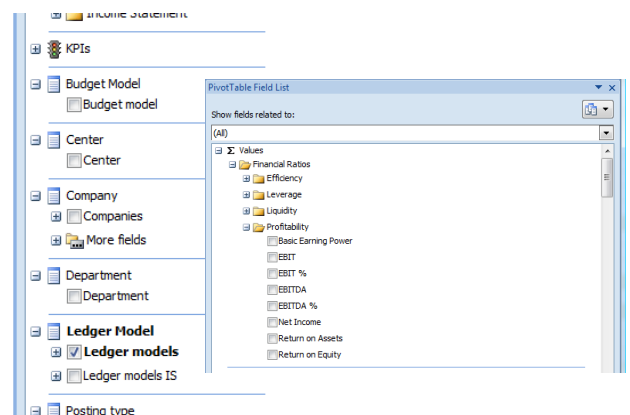 Income Statement
KPIs
Budget Model
Budget model
Center
Center
Company
Companies
More fields
Department
Department
Ledger Model
Ledger models
Ledger models IS
Posting type
PivotTable Field List
Show fields related to:
(All)
Σ Values
Financial Ratios
Efficiency
Leverage
Liquidity
Profitability
Basic Earning Power
EBIT
EBIT %
EBITDA
EBITDA %
Net Income
Return on Assets
Return on Equity